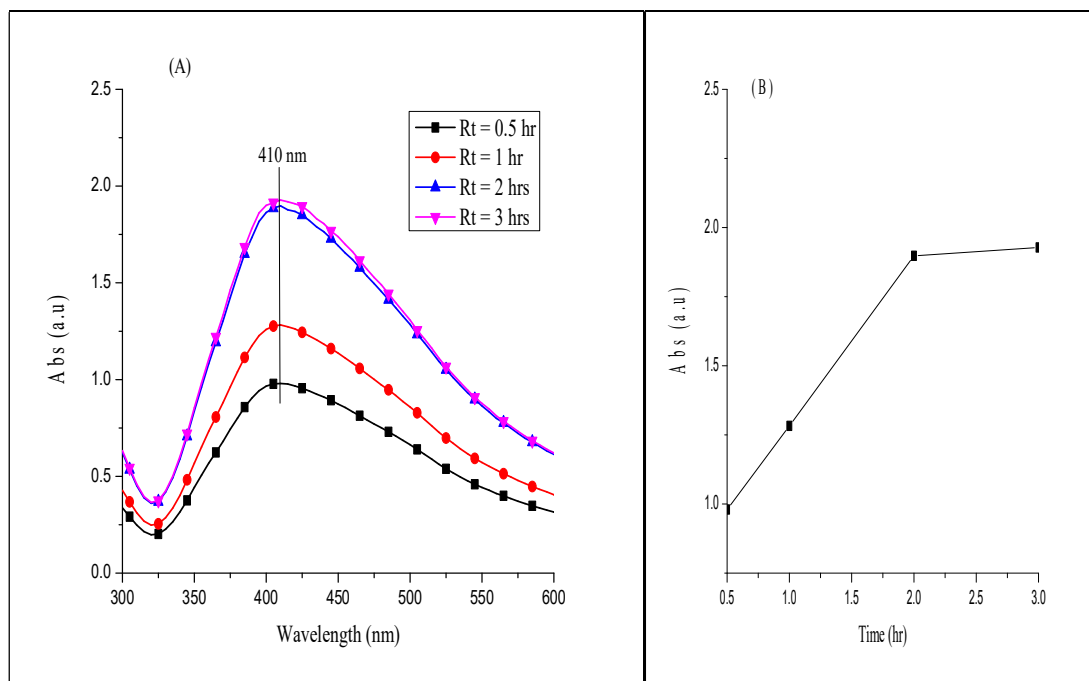 (A)
2.5
2.0
1.5
1.0
0.5
0.0
Abs (a.u)
410 nm
Rt = 0.5 hr
Rt = 1 hr
Rt = 2 hrs
Rt = 3 hrs
300 350 400 450 500 550 600
Wavelength (nm)
(B)
2.5
2.0
1.5
1.0
Abs (a.u)
0.5 1.0 1.5 2.0 2.5 3.0
Time (hr)